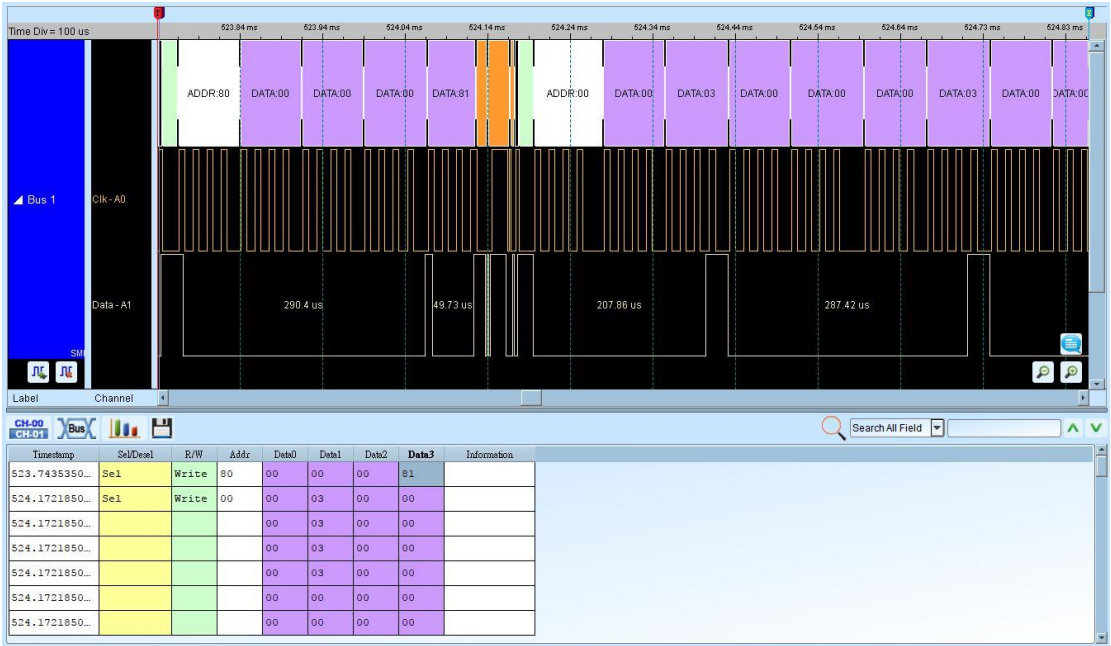 Time Div = 100 us
523.84 ms 523.94 ms 524.04 ms 524.14 ms 524.24 ms 524.34 ms 524.44 ms 524.54 ms 524.64 ms 524.73 ms 524.83 ms
ADDR:80 DATA:00 DATA:00 DATA:00 DATA:81 ADDR:00 DATA:00 DATA:03 DATA:00 DATA:00 DATA:00 DATA:03 DATA:00 DATA:00
Bus 1 Clk - A0
Data - A1 290.4 us 49.73 us 207.86 us 287.42 us
Label Channel
CH-00
CH-01 Bus Search All Field
Timestamp Sel/Desel R/W Addr Data0 Data1 Data2 Data3 Information
523.7435350... Sel Write 80 00 00 00 81
524.1721850... Sel Write 00 00 03 00 00
524.1721850... 00 03 00 00
524.1721850... 00 03 00 00
524.1721850... 00 03 00 00
524.1721850... 00 00 00 00
524.1721850... 00 00 00 00